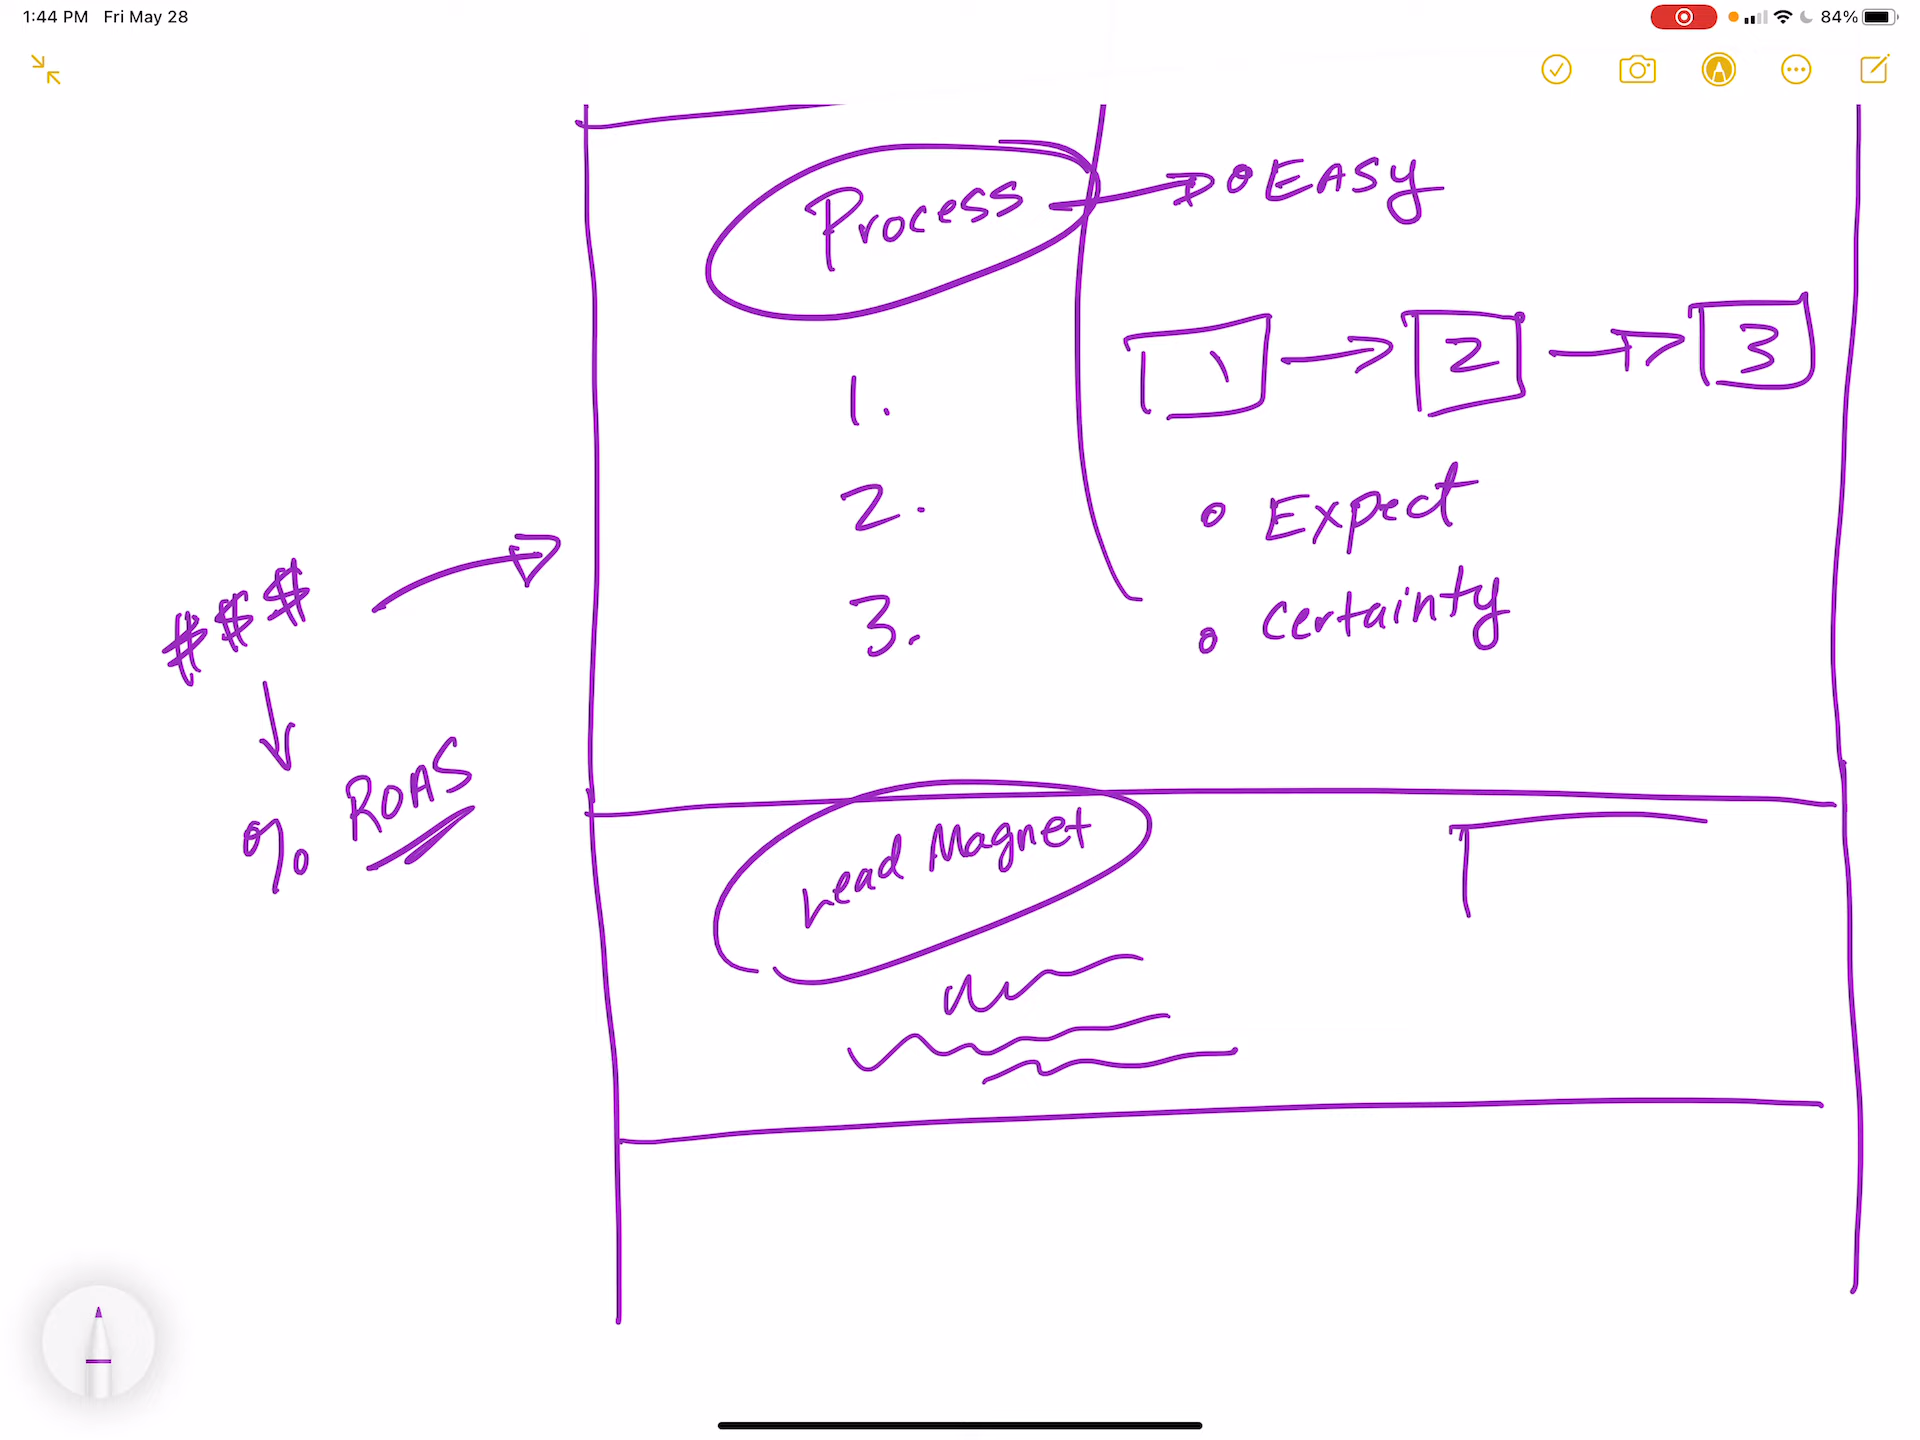 1:44 PM Fri May 28
84%
Process
EASY
1 2 3
1.
2.
3.
Expect
Certainty
$$$
% ROAS
Lead Magnet